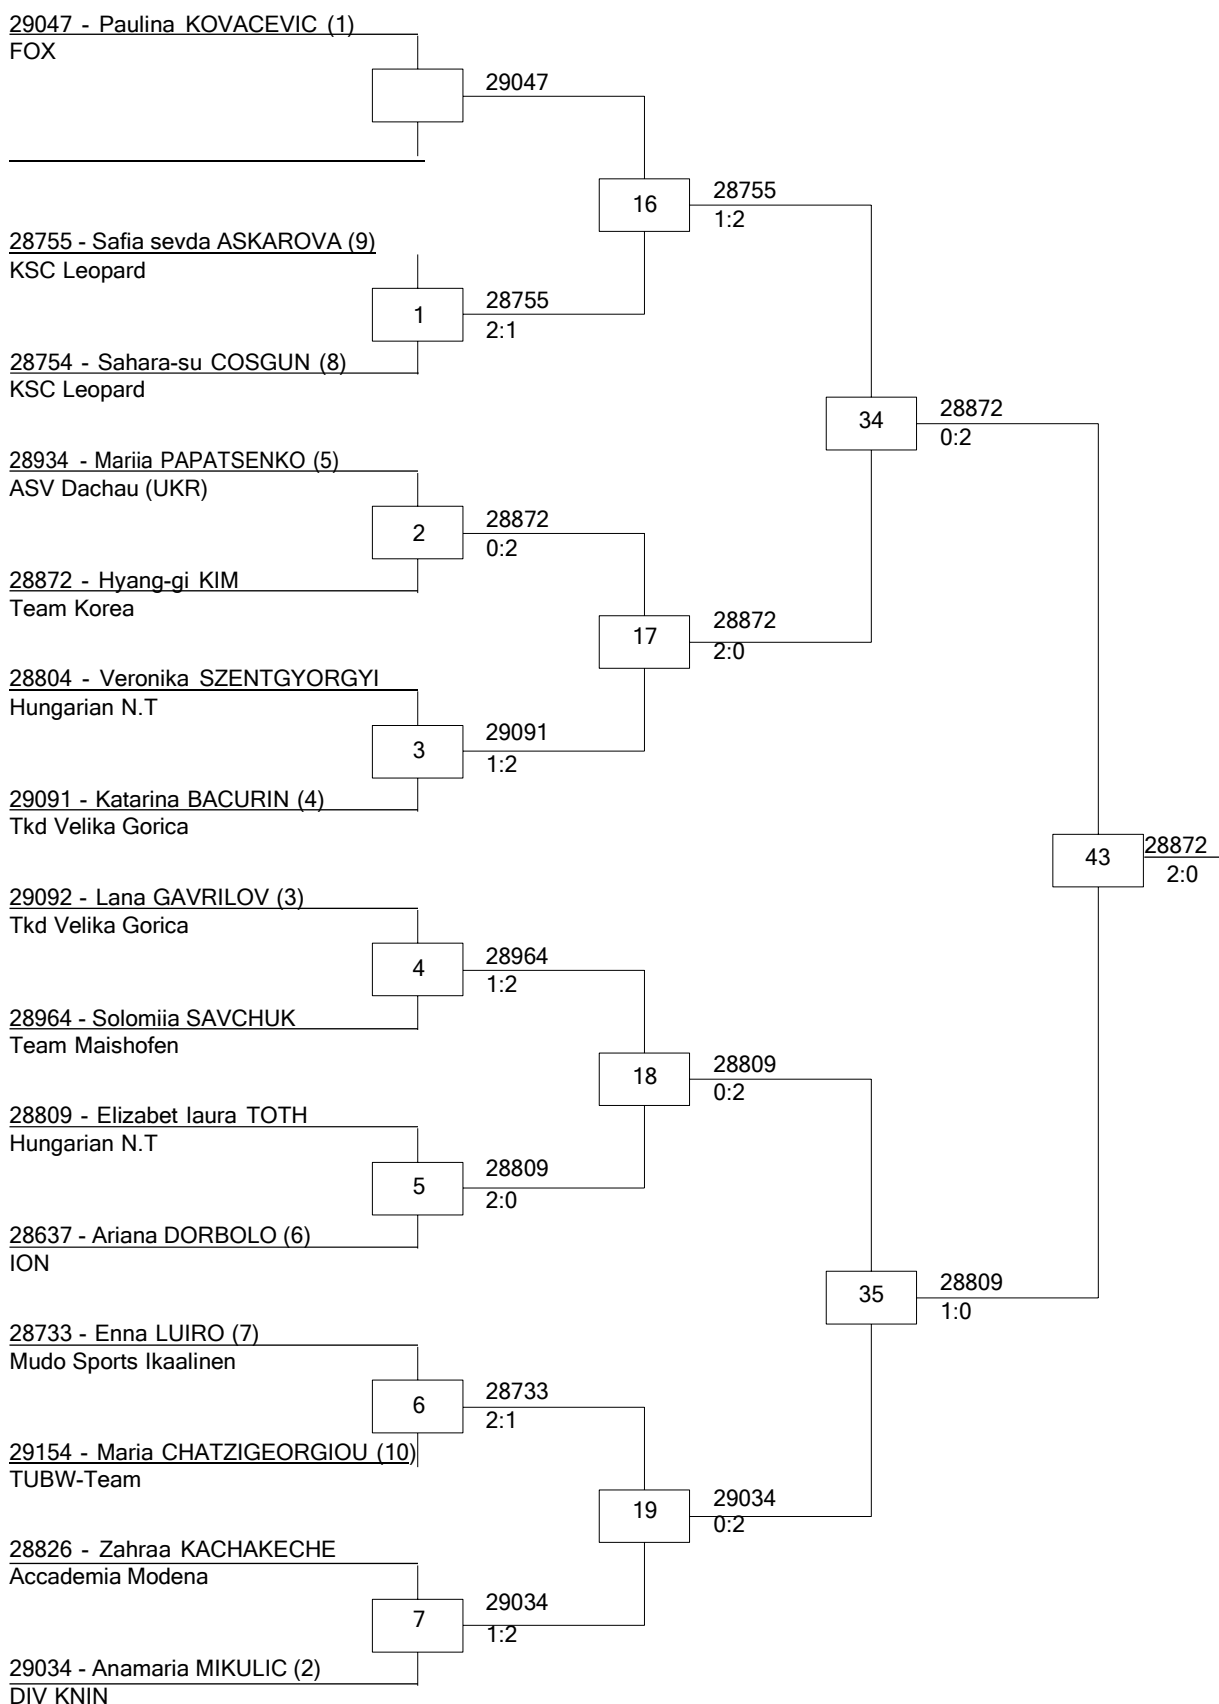 29047 - Paulina KOVACEVIC (1)
FOX
29047
16
28755
1:2
28755 - Safia sevda ASKAROVA (9)
KSC Leopard
1
28755
2:1
28754 - Sahara-su COSGUN (8)
KSC Leopard
34
28872
0:2
28934 - Mariia PAPATSENKO (5)
ASV Dachau (UKR)
2
28872
0:2
28872 - Hyang-gi KIM
Team Korea
17
28872
2:0
28804 - Veronika SZENTGYORGYI
Hungarian N.T
3
29091
1:2
29091 - Katarina BACURIN (4)
Tkd Velika Gorica
43
28872
2:0
29092 - Lana GAVRILOV (3)
Tkd Velika Gorica
4
28964
1:2
28964 - Solomiia SAVCHUK
Team Maishofen
18
28809
0:2
28809 - Elizabet laura TOTH
Hungarian N.T
5
28809
2:0
28637 - Ariana DORBOLO (6)
ION
35
28809
1:0
28733 - Enna LUIRO (7)
Mudo Sports Ikaalinen
6
28733
2:1
29154 - Maria CHATZIGEORGIOU (10)
TUBW-Team
19
29034
0:2
28826 - Zahraa KACHAKECHE
Accademia Modena
7
29034
1:2
29034 - Anamaria MIKULIC (2)
DIV KNIN